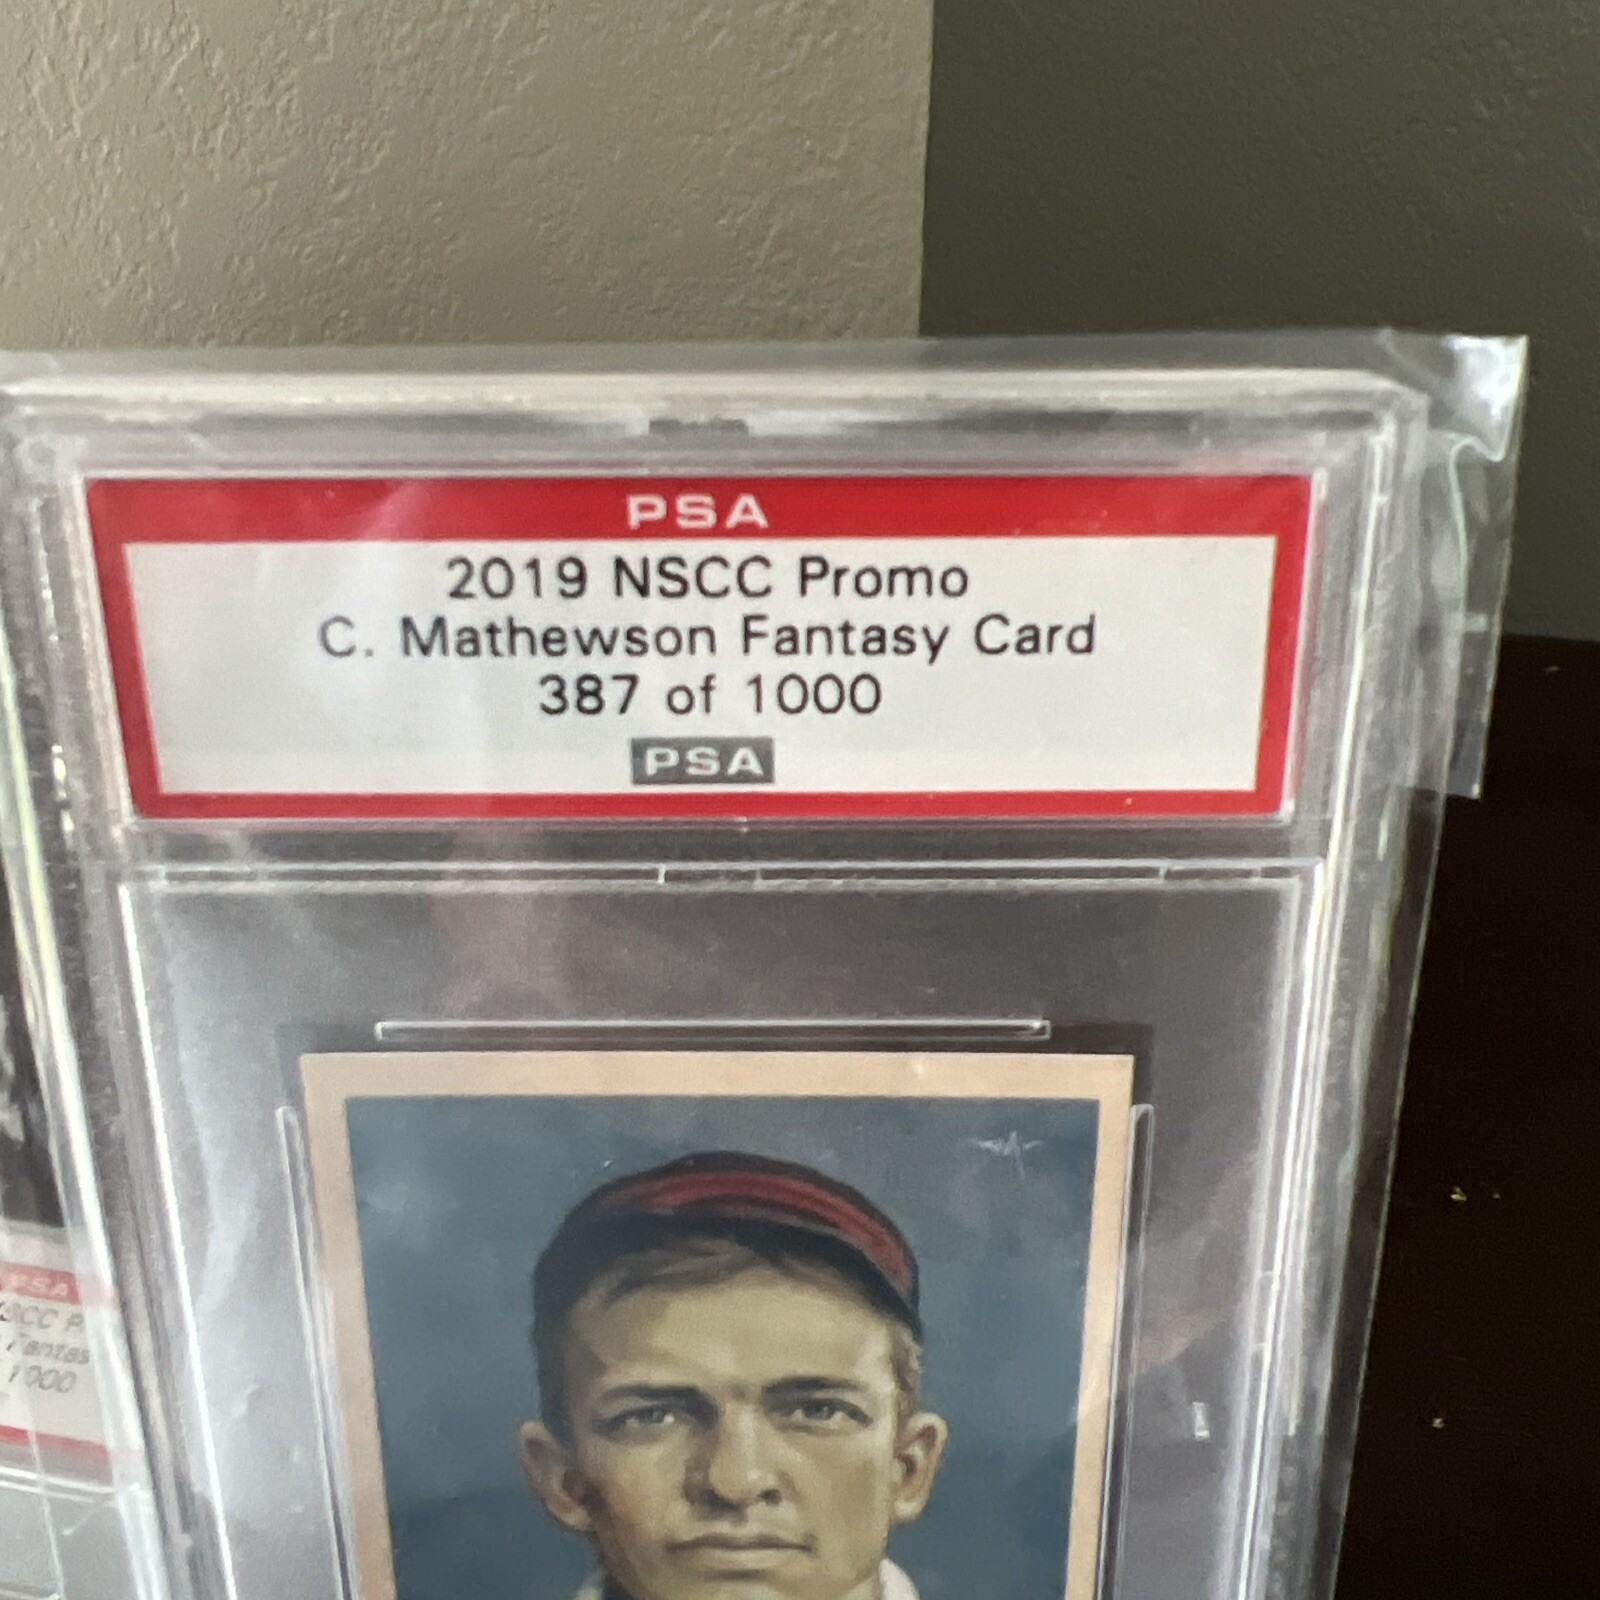 PSA
2019 NSCC Promo
C. Mathewson Fantasy Card
387 of 1000
PSA
PSA
1000